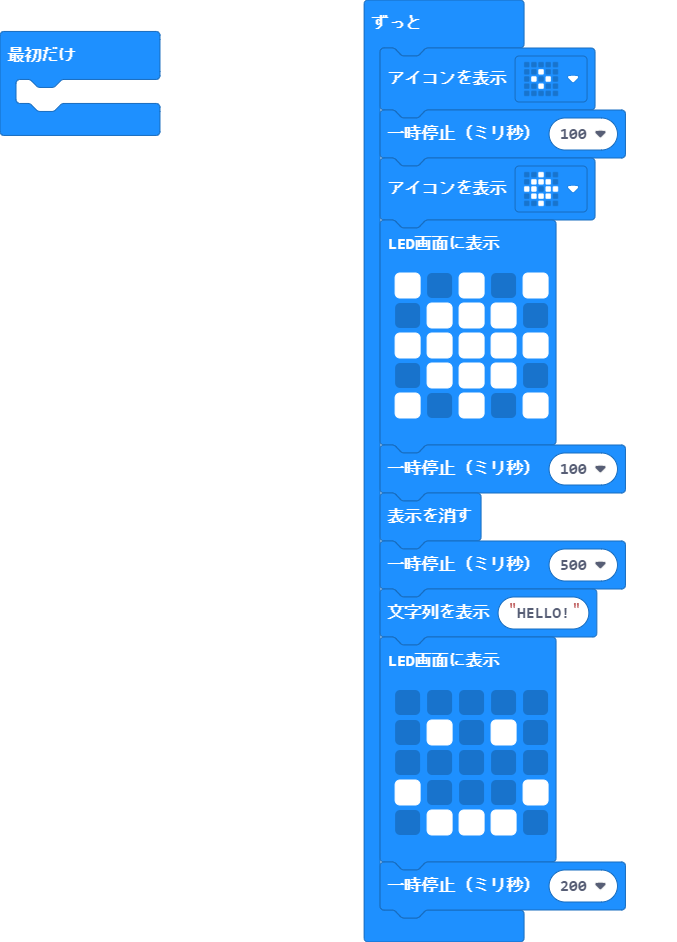 最初だけ
ずっと
アイコンを表示
一時停止（ミリ秒） 100
アイコンを表示
LED画面に表示
一時停止（ミリ秒） 100
表示を消す
一時停止（ミリ秒） 500
文字列を表示 "HELLO!"
LED画面に表示
一時停止（ミリ秒） 200